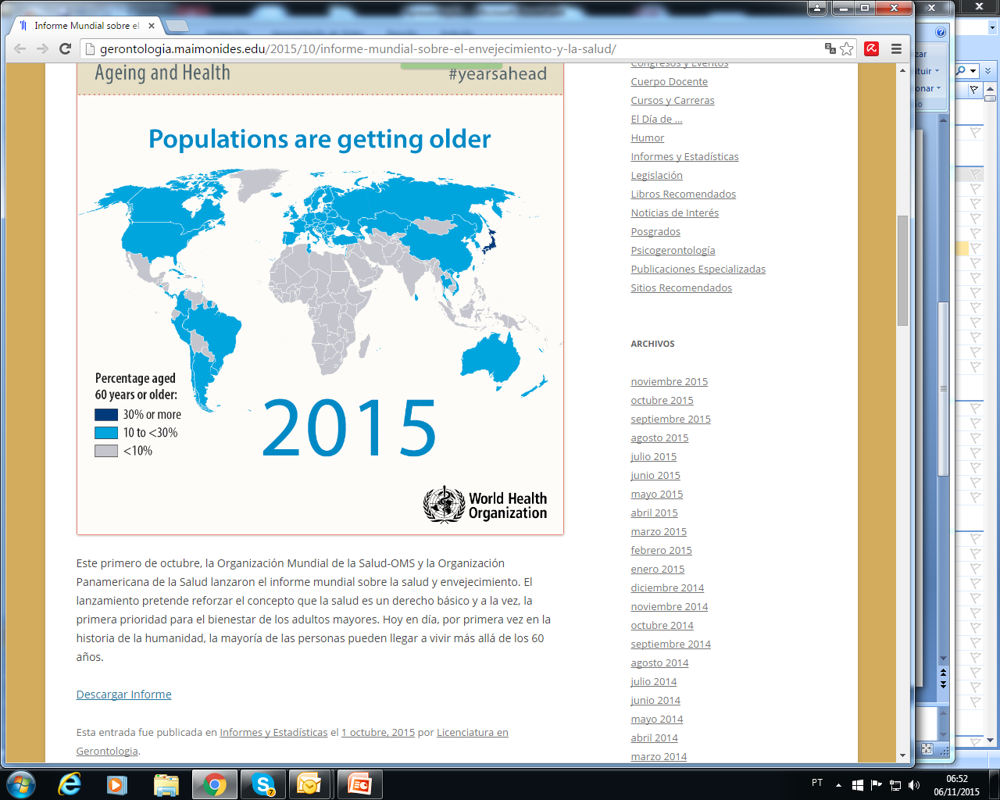 Informe Mundial sobre el
gerontologia.maimonides.edu/2015/10/informe-mundial-sobre-el-envejecimiento-y-la-salud/
Ageing and Health
#yearsahead
Populations are getting older
Percentage aged
60 years or older:
30% or more
10 to <30%
<10%
2015
World Health
Organization
Este primero de octubre, la Organización Mundial de la Salud-OMS y la Organización
Panamericana de la Salud lanzaron el informe mundial sobre la salud y envejecimiento. El
lanzamiento pretende reforzar el concepto que la salud es un derecho básico y a la vez, la
primera prioridad para el bienestar de los adultos mayores. Hoy en día, por primera vez en la
historia de la humanidad, la mayoría de las personas pueden llegar a vivir más allá de los 60
años.
Descargar Informe
Esta entrada fue publicada en Informes y Estadísticas el 1 octubre, 2015 por Licenciatura en
Gerontologia.
Congresos y Eventos
Cuerpo Docente
Cursos y Carreras
El Día de ...
Humor
Informes y Estadísticas
Legislación
Libros Recomendados
Noticias de Interés
Posgrados
Psicogerontología
Publicaciones Especializadas
Sitios Recomendados
ARCHIVOS
noviembre 2015
octubre 2015
septiembre 2015
agosto 2015
julio 2015
junio 2015
mayo 2015
abril 2015
marzo 2015
febrero 2015
enero 2015
diciembre 2014
noviembre 2014
octubre 2014
septiembre 2014
agosto 2014
julio 2014
junio 2014
mayo 2014
abril 2014
marzo 2014
PT
06:52
06/11/2015